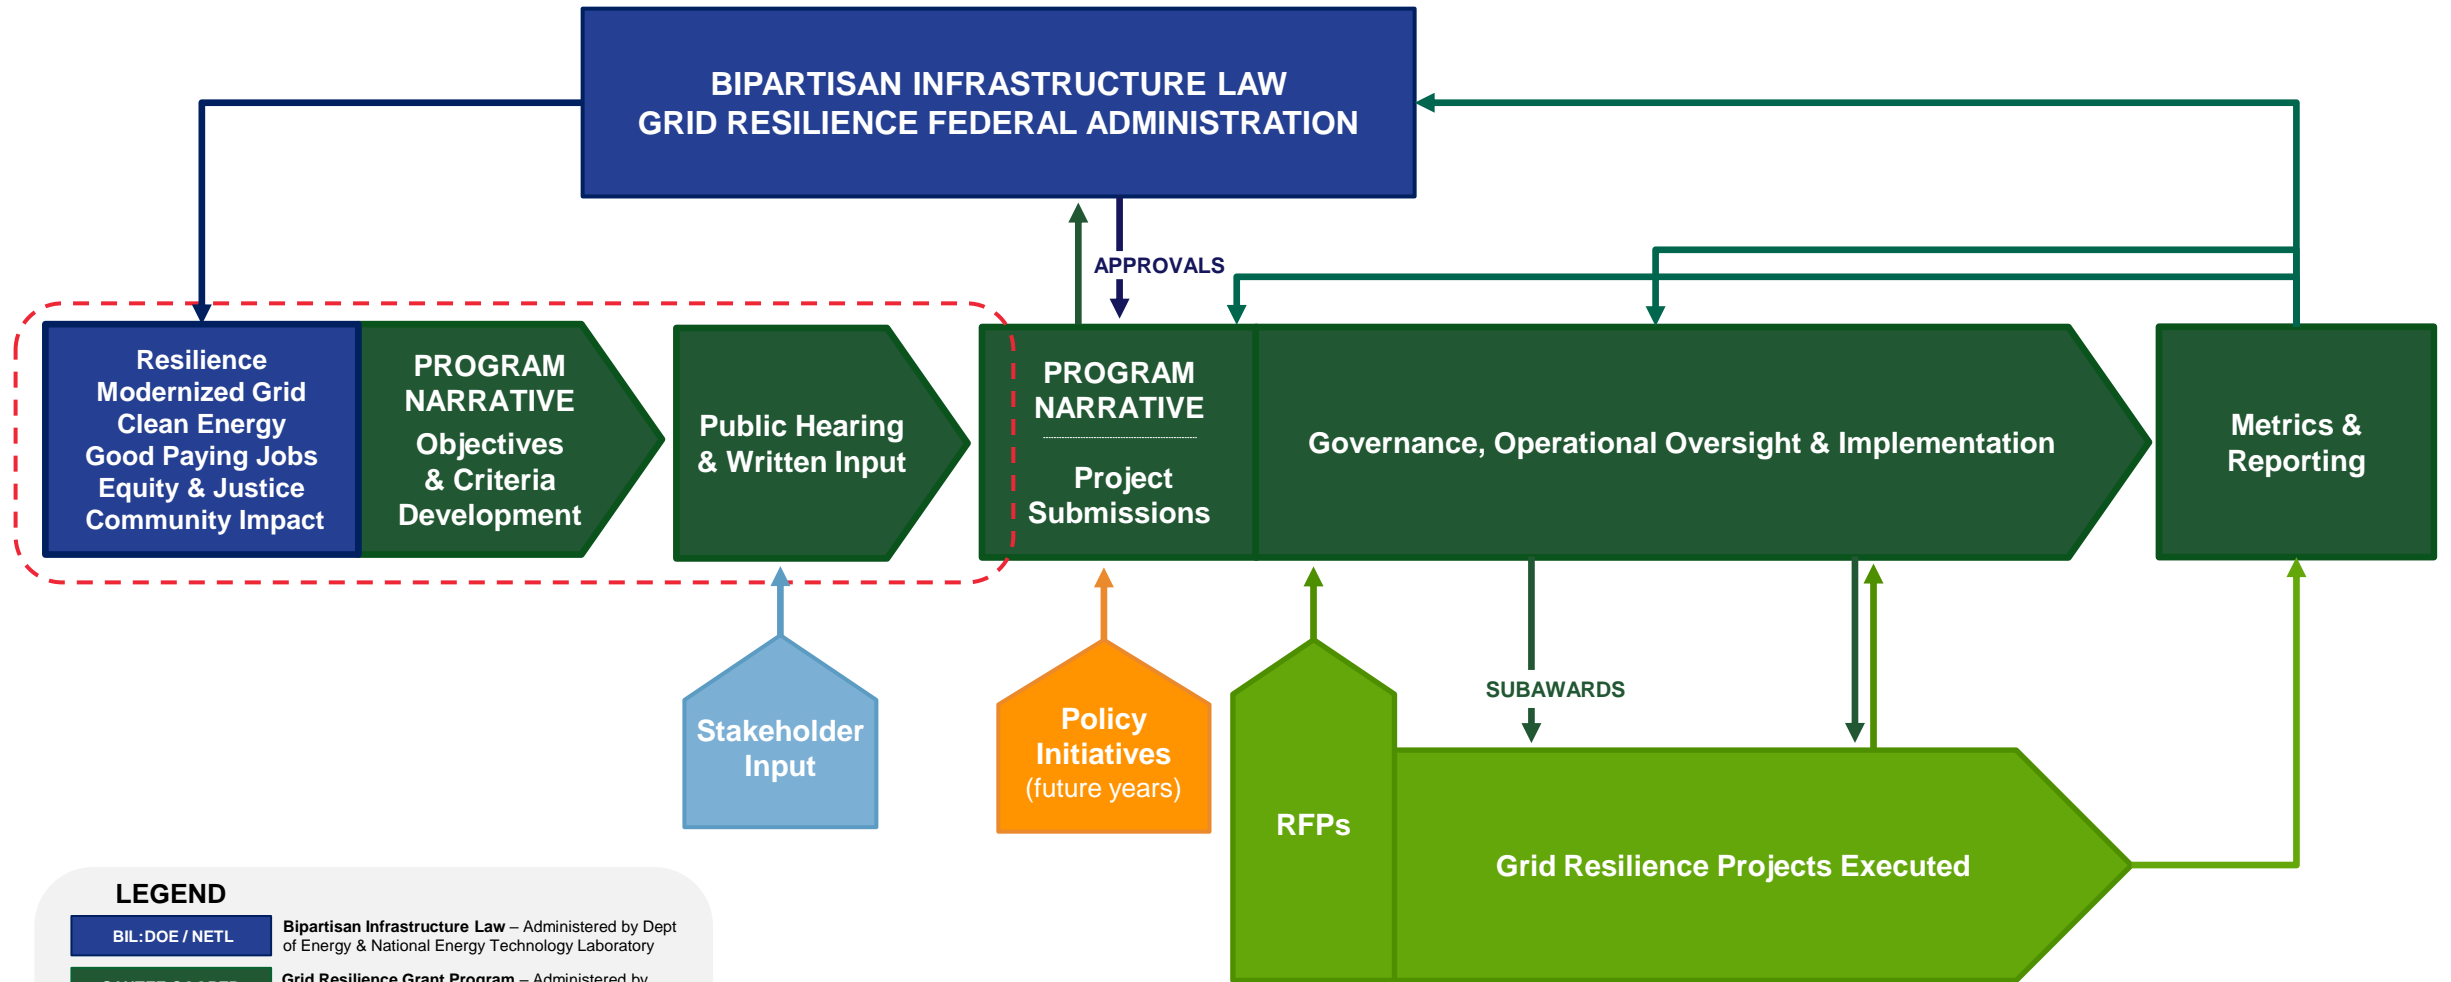 BIPARTISAN INFRASTRUCTURE LAW
GRID RESILIENCE FEDERAL ADMINISTRATION
APPROVALS
Resilience
Modernized Grid
Clean Energy
Good Paying Jobs
Equity & Justice
Community Impact
PROGRAM
NARRATIVE
Objectives
& Criteria
Development
Public Hearing
& Written Input
PROGRAM
NARRATIVE
Project
Submissions
Governance, Operational Oversight & Implementation
Metrics &
Reporting
Stakeholder
Input
Policy
Initiatives
(future years)
RFPs
SUBAWARDS
Grid Resilience Projects Executed
LEGEND
BIL:DOE / NETL
Bipartisan Infrastructure Law – Administered by Dept
of Energy & National Energy Technology Laboratory
Grid Resilience Grant Program – Administered by